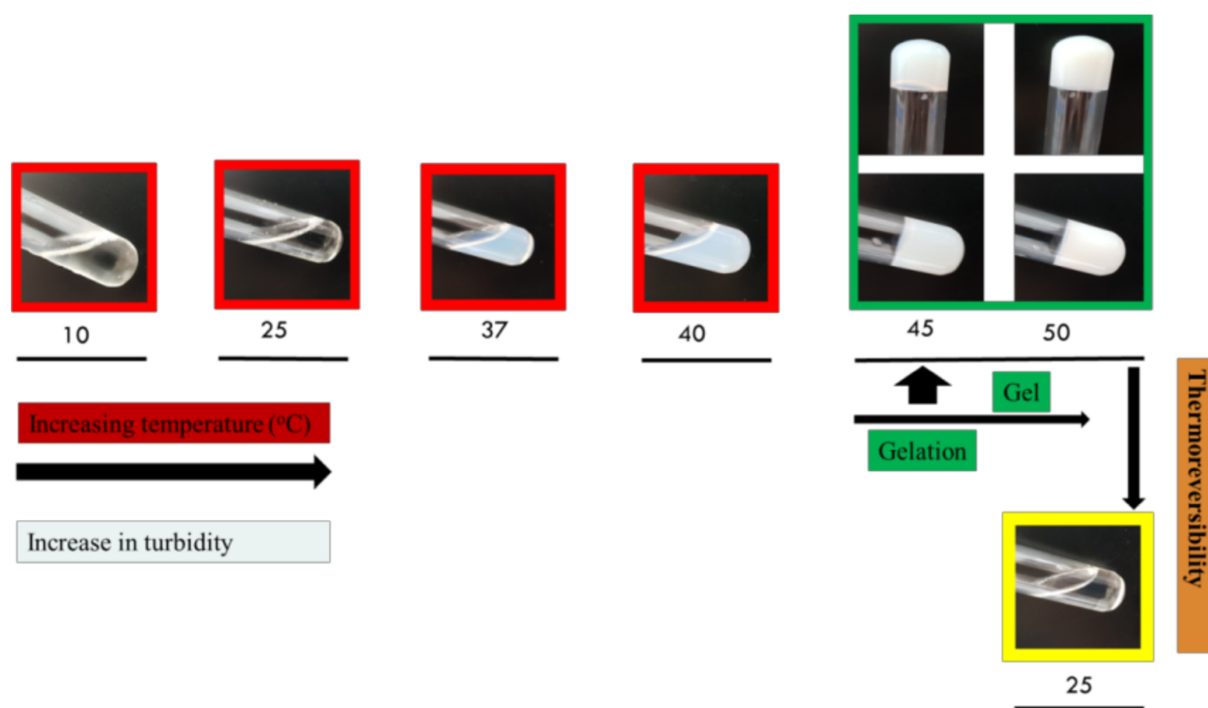 10
25
37
40
45
50
Increasing temperature (°C)
Increase in turbidity
Gel
Gelation
Thermoreversibility
25